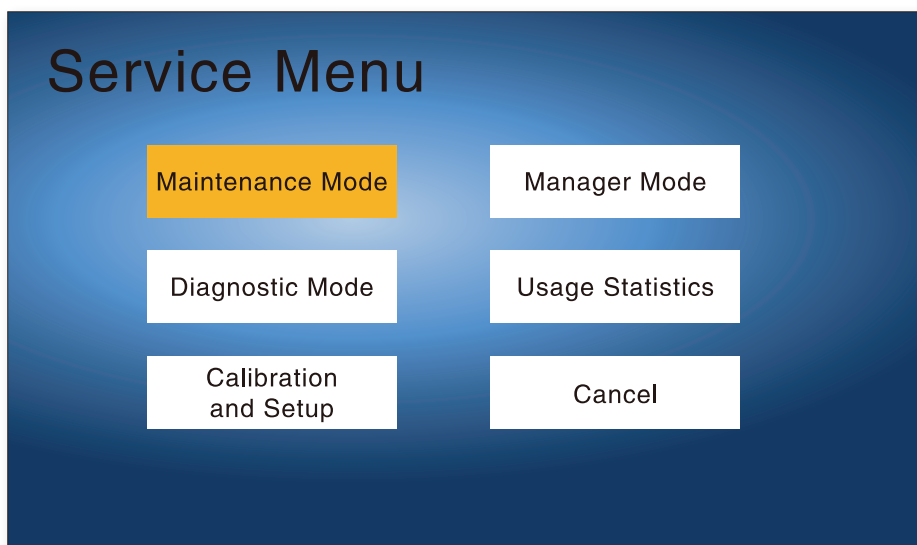 Service Menu
Maintenance Mode
Manager Mode
Diagnostic Mode
Usage Statistics
Calibration
and Setup
Cancel